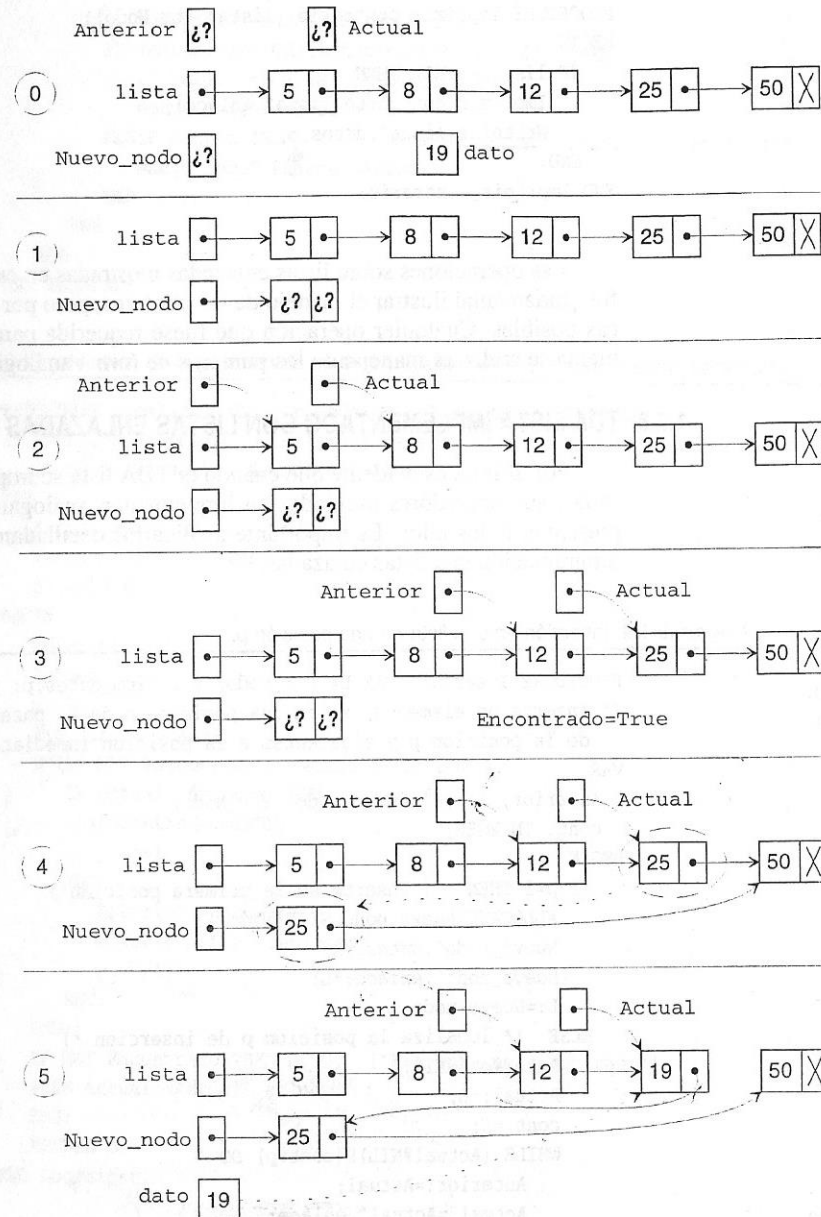 Anterior ¿? ¿? Actual
0 lista 5 8 12 25 50
Nuevo_nodo ¿? 19 dato
1 lista 5 8 12 25 50
Nuevo_nodo ¿? ¿?
Anterior Actual
2 lista 5 8 12 25 50
Nuevo_nodo ¿? ¿?
Anterior Actual
3 lista 5 8 12 25 50
Nuevo_nodo ¿? ¿? Encontrado=True
Anterior Actual
4 lista 5 8 12 25 50
Nuevo_nodo 25
Anterior Actual
5 lista 5 8 12 19 50
Nuevo_nodo 25
dato 19